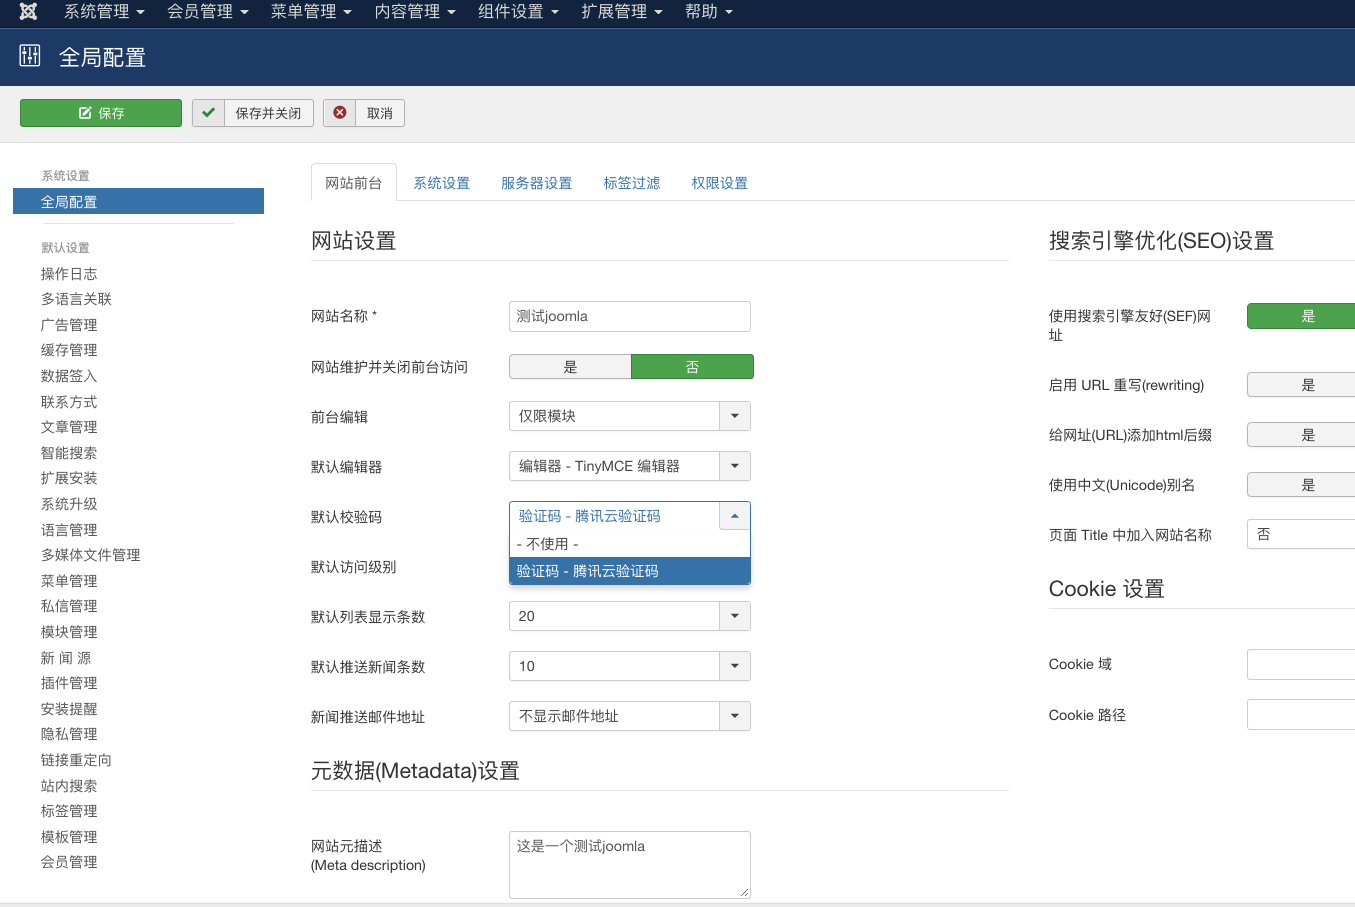 系统管理 会员管理 菜单管理 内容管理 组件设置 扩展管理 帮助
全局配置
保存 保存并关闭 取消
系统设置
全局配置
默认设置
操作日志
多语言关联
广告管理
缓存管理
数据签入
联系方式
文章管理
智能搜索
扩展安装
系统升级
语言管理
多媒体文件管理
菜单管理
私信管理
模块管理
新 闻 源
插件管理
安装提醒
隐私管理
链接重定向
站内搜索
标签管理
模板管理
会员管理
网站前台 系统设置 服务器设置 标签过滤 权限设置
网站设置
网站名称 * 测试joomla
网站维护并关闭前台访问 是 否
前台编辑 仅限模块
默认编辑器 编辑器 - TinyMCE 编辑器
默认校验码 验证码 - 腾讯云验证码
- 不使用 -
验证码 - 腾讯云验证码
默认访问级别
默认列表显示条数 20
默认推送新闻条数 10
新闻推送邮件地址 不显示邮件地址
元数据(Metadata)设置
网站元描述
(Meta description)
这是一个测试joomla
搜索引擎优化(SEO)设置
使用搜索引擎友好(SEF)网
址
是
启用 URL 重写(rewriting) 是
给网址(URL)添加html后缀 是
使用中文(Unicode)别名 是
页面 Title 中加入网站名称 否
Cookie 设置
Cookie 域
Cookie 路径